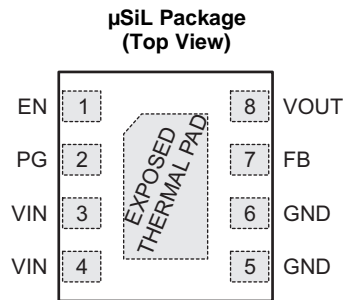 µSiL Package
(Top View)
EN 1 8 VOUT
PG 2 7 FB
VIN 3 6 GND
VIN 4 5 GND
EXPOSED
THERMAL PAD